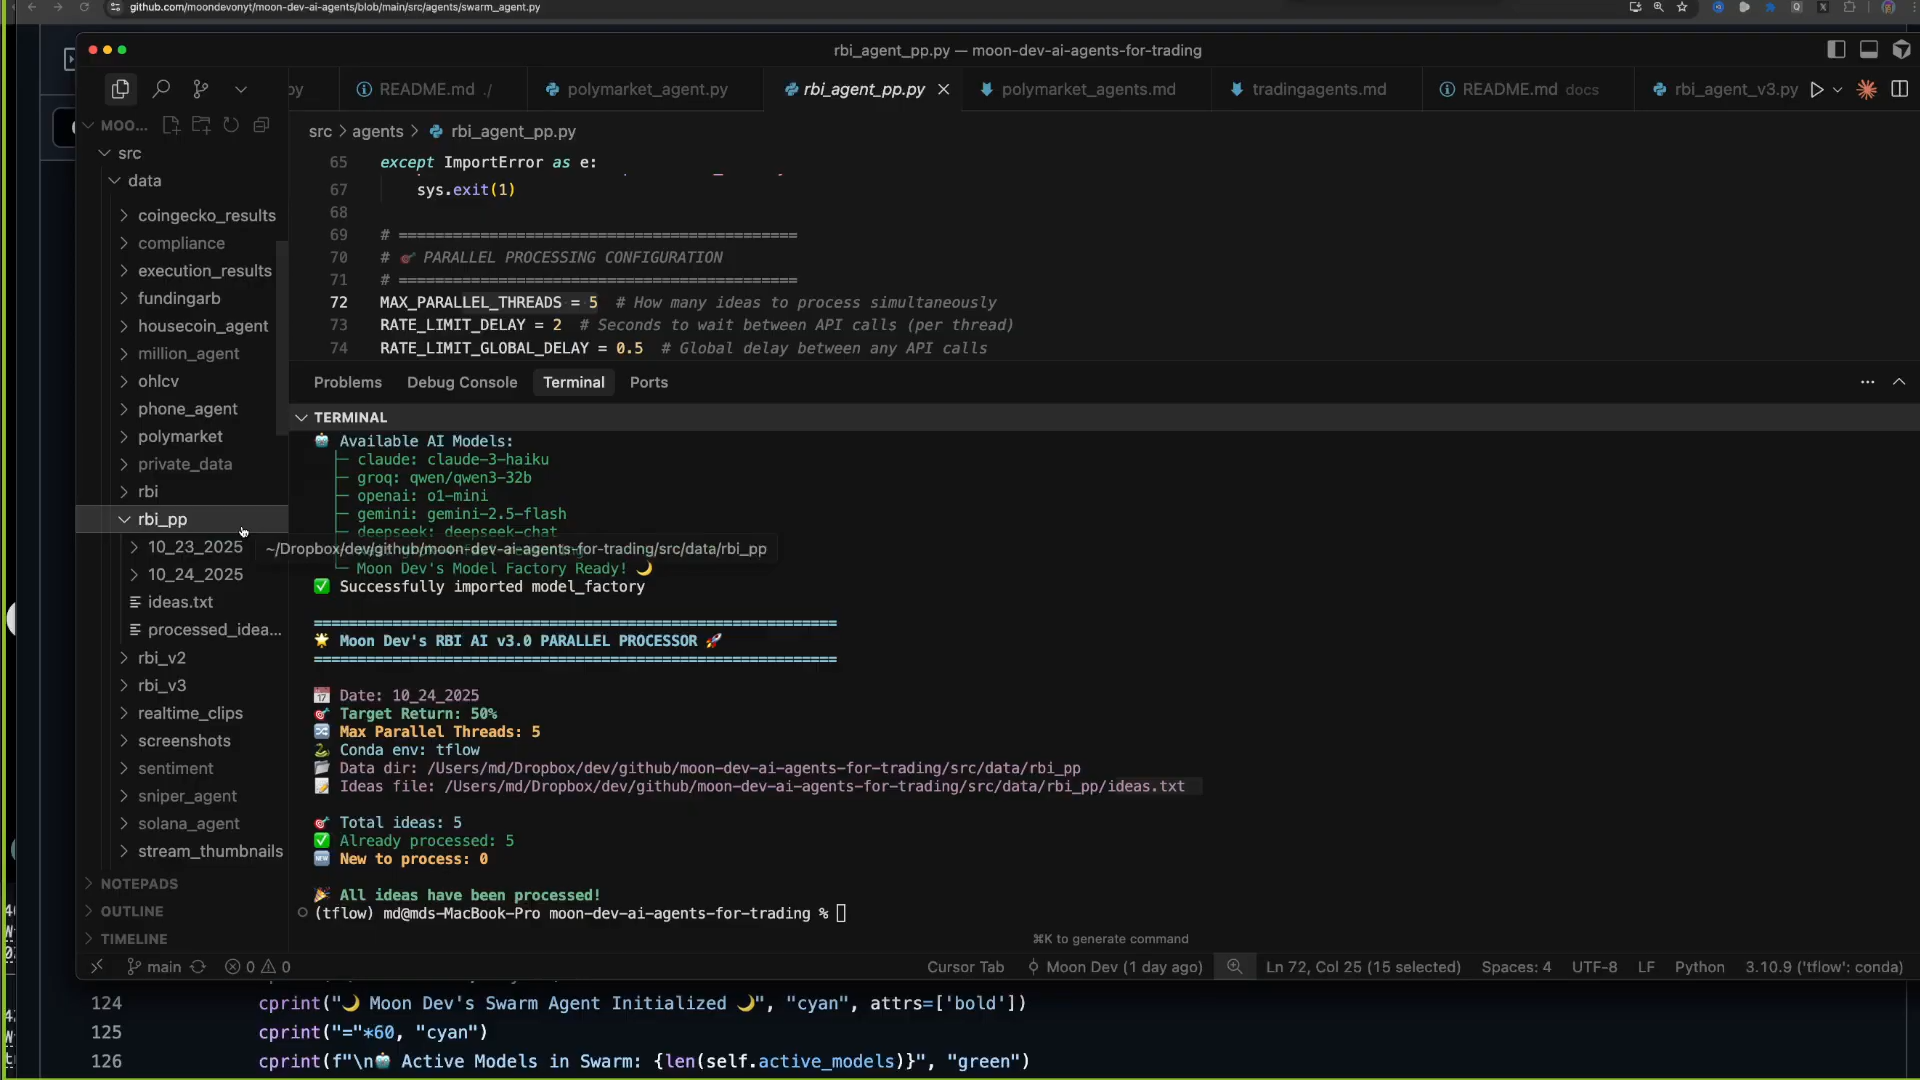 github.com/moondevonyt/moon-dev-ai-agents/blob/main/src/agents/swarm_agent.py
rbi_agent_pp.py — moon-dev-ai-agents-for-trading
py
README.md ./
polymarket_agent.py
rbi_agent_pp.py
polymarket_agents.md
tradingagents.md
README.md docs
rbi_agent_v3.py
MOO...
src > agents > rbi_agent_pp.py
src
data
coingecko_results
compliance
execution_results
fundingarb
housecoin_agent
million_agent
ohlcv
phone_agent
polymarket
private_data
rbi
rbi_pp
10_23_2025
10_24_2025
ideas.txt
processed_idea...
rbi_v2
rbi_v3
realtime_clips
screenshots
sentiment
sniper_agent
solana_agent
stream_thumbnails
NOTEPADS
OUTLINE
TIMELINE
65 except ImportError as e:
67 sys.exit(1)
68
69 # ============================================
70 # 🎯 PARALLEL PROCESSING CONFIGURATION
71 # ============================================
72 MAX_PARALLEL_THREADS = 5 # How many ideas to process simultaneously
73 RATE_LIMIT_DELAY = 2 # Seconds to wait between API calls (per thread)
74 RATE_LIMIT_GLOBAL_DELAY = 0.5 # Global delay between any API calls
Problems Debug Console Terminal Ports
TERMINAL
🤖 Available AI Models:
├─ claude: claude-3-haiku
├─ groq: qwen/qwen3-32b
├─ openai: o1-mini
├─ gemini: gemini-2.5-flash
├─ deepseek: deepseek-chat
~/Dropbox/dev/github/moon-dev-ai-agents-for-trading/src/data/rbi_pp
└─ Moon Dev's Model Factory Ready! 🌙
✅ Successfully imported model_factory
============================================================
🌟 Moon Dev's RBI AI v3.0 PARALLEL PROCESSOR 🚀
============================================================
📅 Date: 10_24_2025
🎯 Target Return: 50%
🔀 Max Parallel Threads: 5
🐍 Conda env: tflow
📂 Data dir: /Users/md/Dropbox/dev/github/moon-dev-ai-agents-for-trading/src/data/rbi_pp
📝 Ideas file: /Users/md/Dropbox/dev/github/moon-dev-ai-agents-for-trading/src/data/rbi_pp/ideas.txt
🎯 Total ideas: 5
✅ Already processed: 5
🆕 New to process: 0
🎉 All ideas have been processed!
(tflow) md@mds-MacBook-Pro moon-dev-ai-agents-for-trading %
⌘K to generate command
main 0 0 Cursor Tab Moon Dev (1 day ago) Ln 72, Col 25 (15 selected) Spaces: 4 UTF-8 LF Python 3.10.9 ('tflow': conda)
124 cprint("🌙 Moon Dev's Swarm Agent Initialized 🌙", "cyan", attrs=['bold'])
125 cprint("="*60, "cyan")
126 cprint(f"\n🤖 Active Models in Swarm: {len(self.active_models)}", "green")